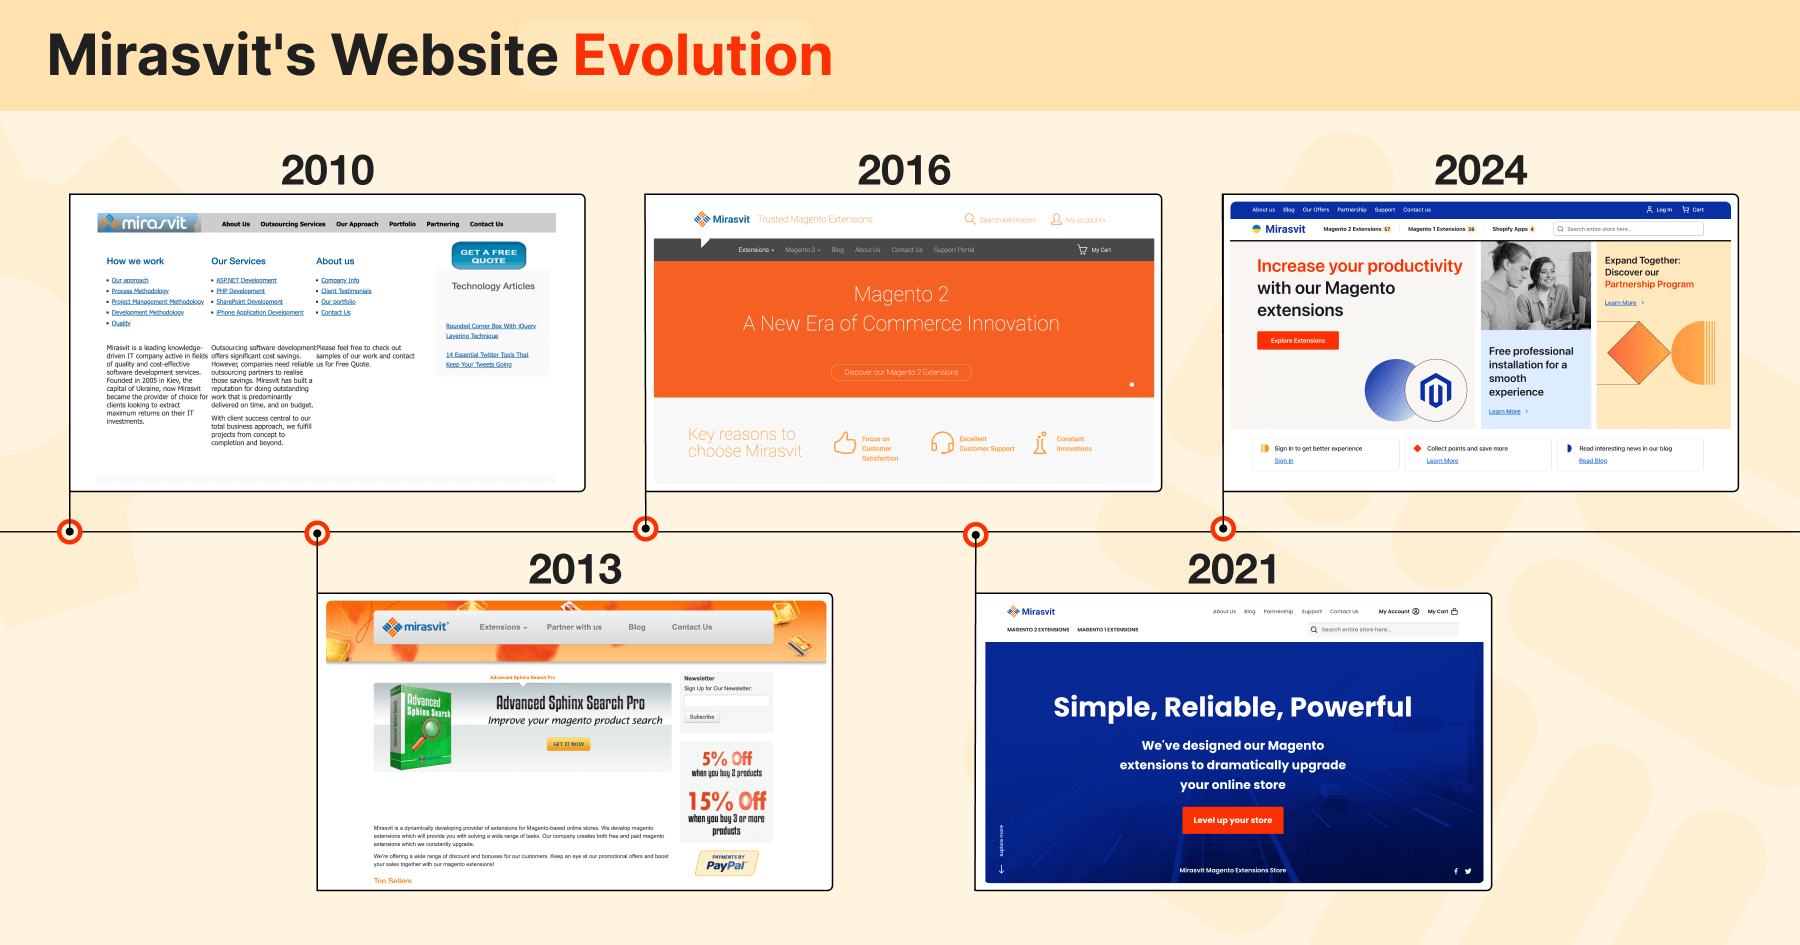 Mirasvit's Website Evolution
2010
mirasvit
About Us Outsourcing Services Our Approach Portfolio Partnering Contact Us
How we work
Our approach
Process Methodology
Project Management Methodology
Development Methodology
Quality
Mirasvit is a leading knowledge-
driven IT company active in fields
of quality and cost-effective
software development services.
Founded in 2005 in Kiev, the
capital of Ukraine, now Mirasvit
became the provider of choice for
clients looking to extract
maximum returns on their IT
investments.
Our Services
ASP.NET Development
PHP Development
SharePoint Development
iPhone Application Development
Outsourcing software development
offers significant cost savings.
However, companies need reliable
outsourcing partners to realise
those savings. Mirasvit has built a
reputation for doing outstanding
work that is predominantly
delivered on time, and on budget.
With client success central to our
total business approach, we fulfill
projects from concept to
completion and beyond.
About us
Company Info
Client Testimonials
Our portfolio
Contact Us
Please feel free to check out
samples of our work and contact
us for Free Quote.
GET A FREE
QUOTE
Technology Articles
Rounded Corner Box With jQuery
Layering Technique
14 Essential Twitter Tools That
Keep Your Tweets Going
2016
Mirasvit Trusted Magento Extensions
Search extensions
My account
Extensions Magento 2 Blog About Us Contact Us Support Portal
My Cart
Magento 2
A New Era of Commerce Innovation
Discover our Magento 2 Extensions
Key reasons to
choose Mirasvit
Focus on
Customer
Satisfaction
Excellent
Customer Support
Constant
Innovations
2024
About us Blog Our Offers Partnership Support Contact us
Log In Cart
Mirasvit
Magento 2 Extensions 57 Magento 1 Extensions 26 Shopify Apps 4
Search entire store here...
Increase your productivity
with our Magento
extensions
Explore Extensions
Free professional
installation for a
smooth
experience
Learn More >
Expand Together:
Discover our
Partnership Program
Learn More >
Sign In to get better experience
Sign In
Collect points and save more
Learn More
Read interesting news in our blog
Read Blog
2013
mirasvit
Extensions Partner with us Blog Contact Us
Advanced Sphinx Search Pro
Advanced
Sphinx Search
Advanced Sphinx Search
Advanced Sphinx Search Pro
Improve your magento product search
GET IT NOW
Newsletter
Sign Up for Our Newsletter:
Subscribe
5% Off
when you buy 2 products
15% Off
when you buy 3 or more
products
PAYMENTS BY
PayPal
Mirasvit is a dynamically developing provider of extensions for Magento-based online stores. We develop magento
extensions which will provide you with solving a wide range of tasks. Our company creates both free and paid magento
extensions which we constantly upgrade.
We're offering a wide range of discount and bonuses for our customers. Keep an eye at our promotional offers and boost
your sales together with our magento extensions!
Top Sellers
2021
Mirasvit
About Us Blog Partnership Support Contact Us
My Account My Cart
MAGENTO 2 EXTENSIONS MAGENTO 1 EXTENSIONS
Search entire store here...
Simple, Reliable, Powerful
We've designed our Magento
extensions to dramatically upgrade
your online store
Level up your store
explore more
Mirasvit Magento Extensions Store